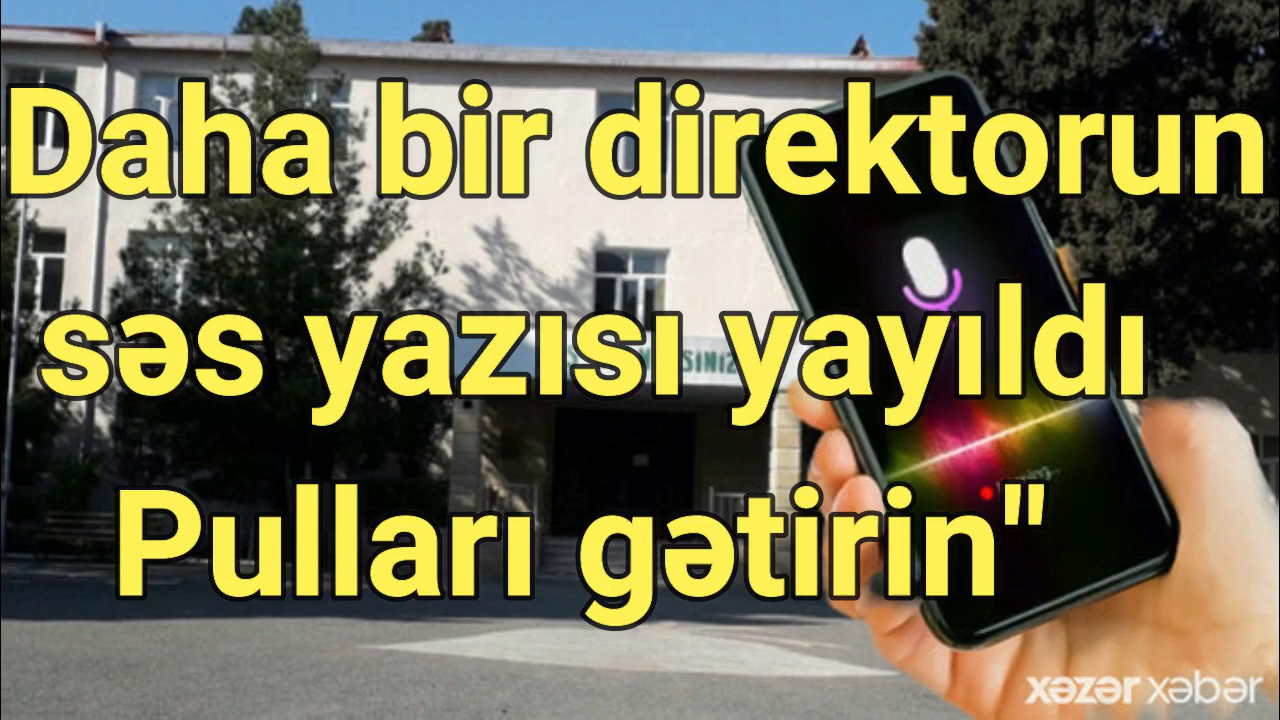 Daha bir direktorun
səs yazısı yayıldı
Pulları gətirin"
xəzər xəbər